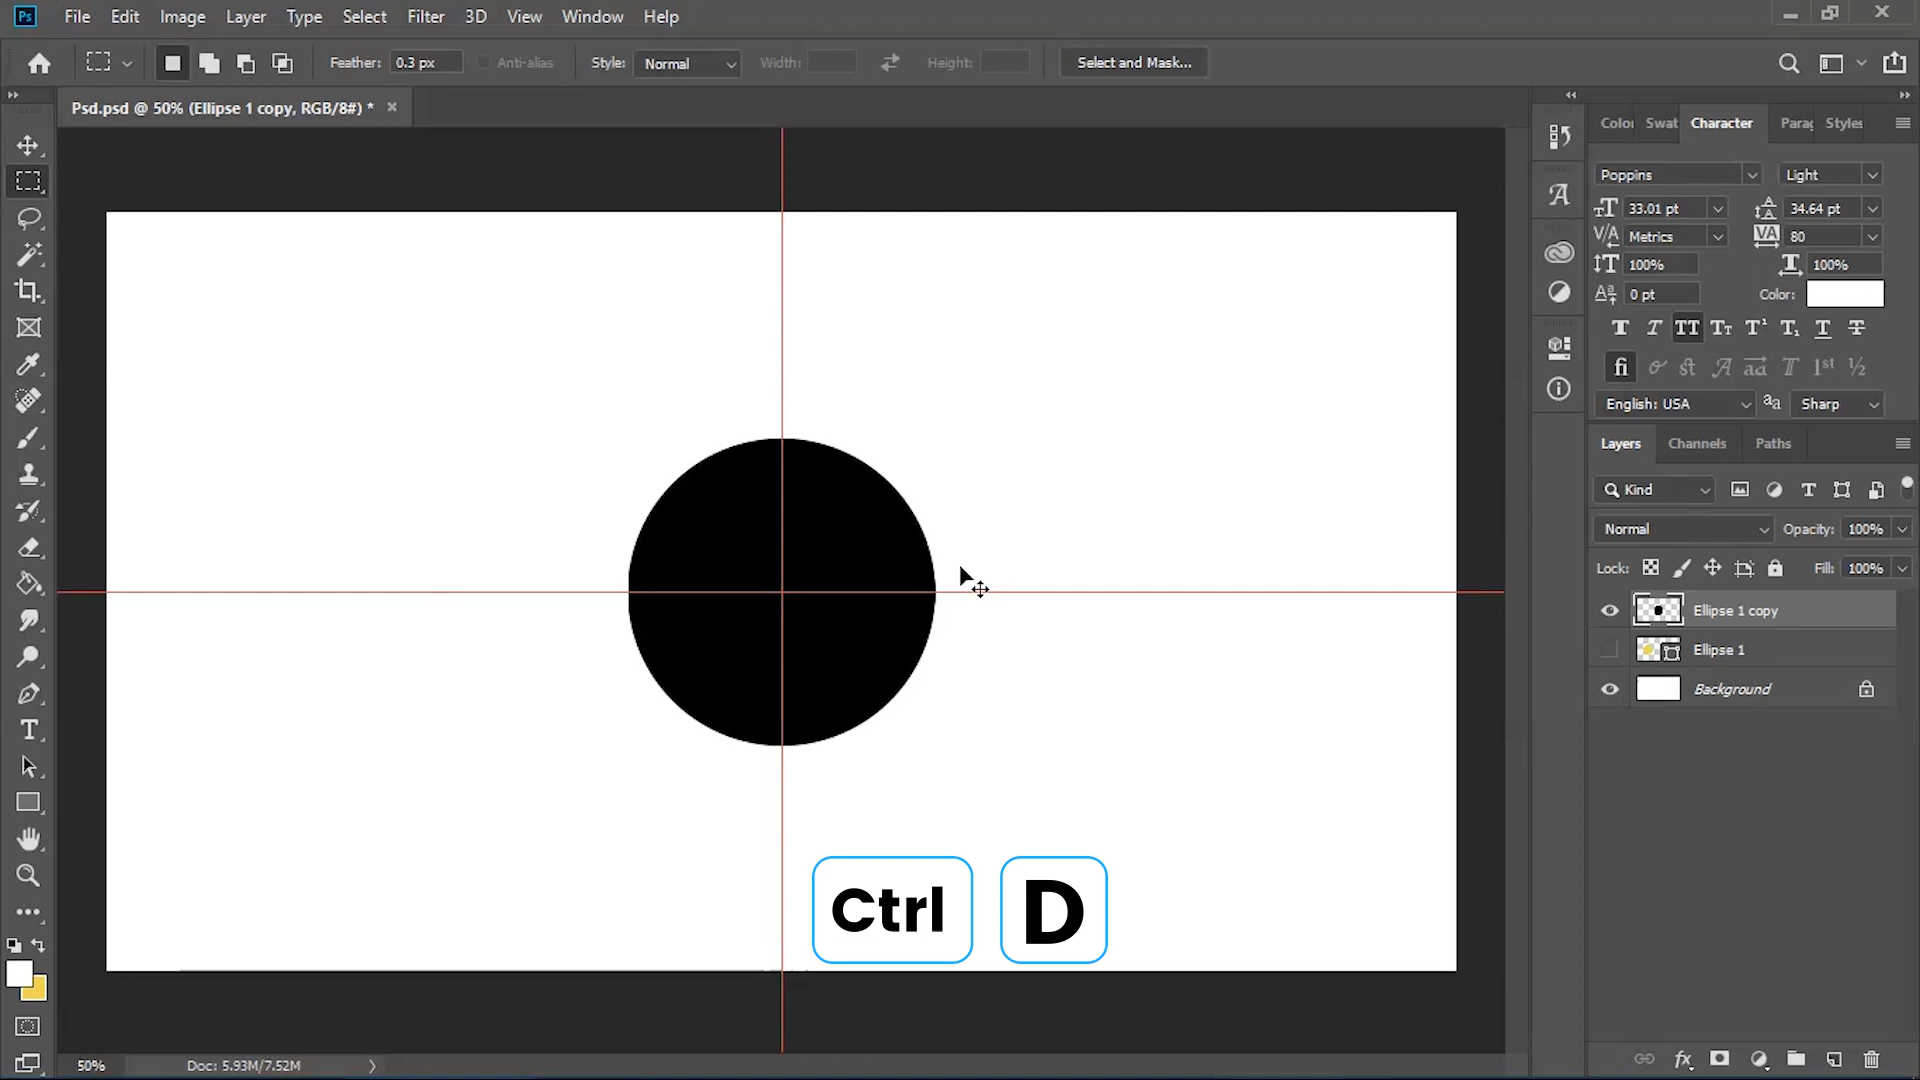 Ps File Edit Image Layer Type Select Filter 3D View Window Help
Feather: 0.3 px Anti-alias Style: Normal Width: Height: Select and Mask...
Psd.psd @ 50% (Ellipse 1 copy, RGB/8#) * ×
Color Swat Character Parag Styles
Poppins Light
33.01 pt 34.64 pt
Metrics 80
100% 100%
0 pt Color:
English: USA aa Sharp
Layers Channels Paths
Kind
Normal Opacity: 100%
Lock: Fill: 100%
Ellipse 1 copy
Ellipse 1
Background
Ctrl D
50% Doc: 5.93M/7.52M